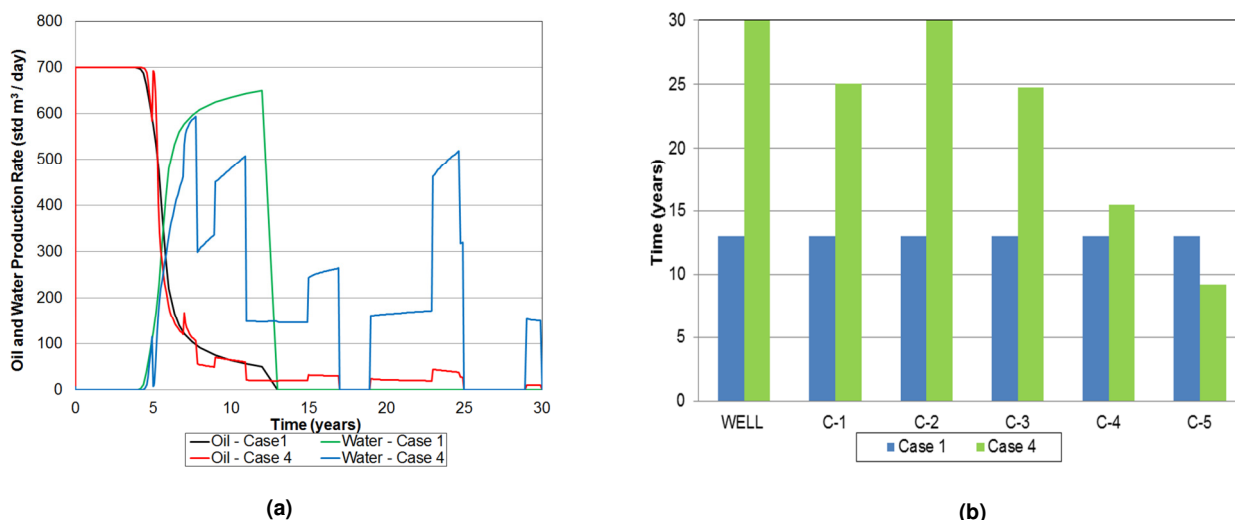 800
700
600
500
400
300
200
100
0
Oil and Water Production Rate (std m³ / day)
0 5 10 15 20 25 30
Time (years)
Oil - Case1 Water - Case 1
Oil - Case 4 Water - Case 4
(a)
30
25
20
15
10
5
0
Time (years)
WELL C-1 C-2 C-3 C-4 C-5
Case 1 Case 4
(b)